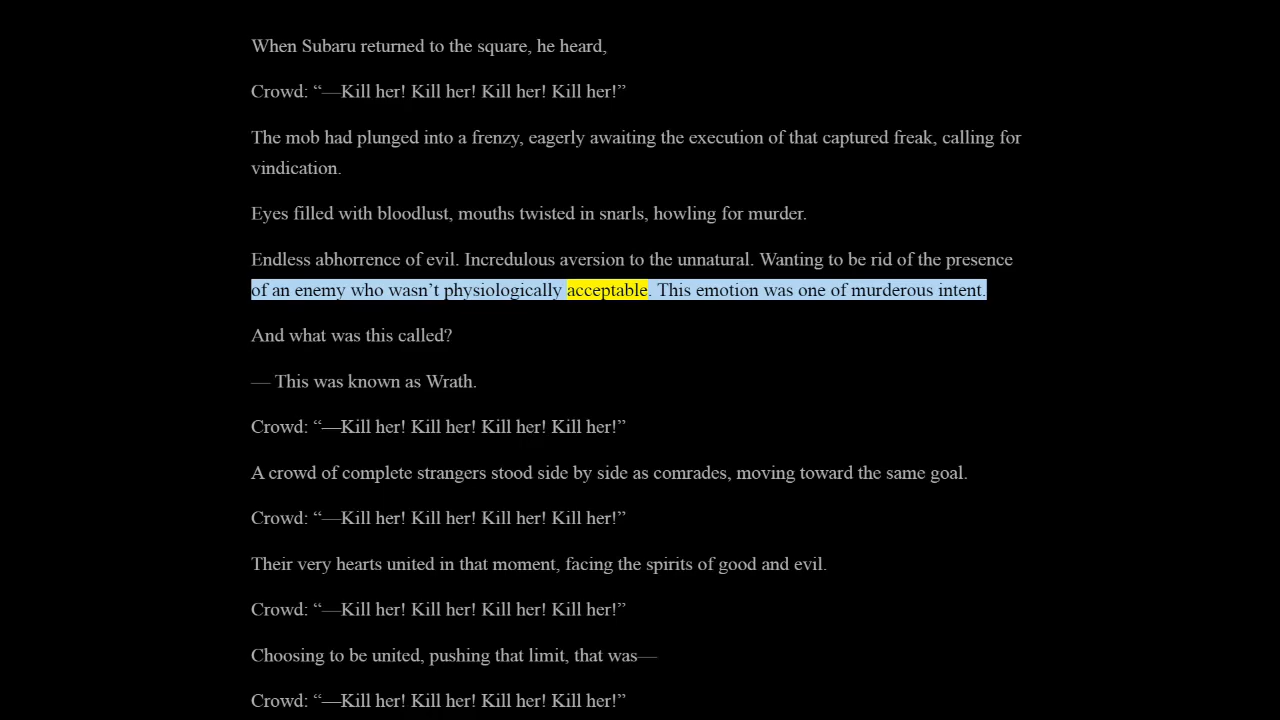 When Subaru returned to the square, he heard,
Crowd: “—Kill her! Kill her! Kill her! Kill her!”
The mob had plunged into a frenzy, eagerly awaiting the execution of that captured freak, calling for
vindication.
Eyes filled with bloodlust, mouths twisted in snarls, howling for murder.
Endless abhorrence of evil. Incredulous aversion to the unnatural. Wanting to be rid of the presence
of an enemy who wasn’t physiologically acceptable. This emotion was one of murderous intent.
And what was this called?
— This was known as Wrath.
Crowd: “—Kill her! Kill her! Kill her! Kill her!”
A crowd of complete strangers stood side by side as comrades, moving toward the same goal.
Crowd: “—Kill her! Kill her! Kill her! Kill her!”
Their very hearts united in that moment, facing the spirits of good and evil.
Crowd: “—Kill her! Kill her! Kill her! Kill her!”
Choosing to be united, pushing that limit, that was—
Crowd: “—Kill her! Kill her! Kill her! Kill her!”